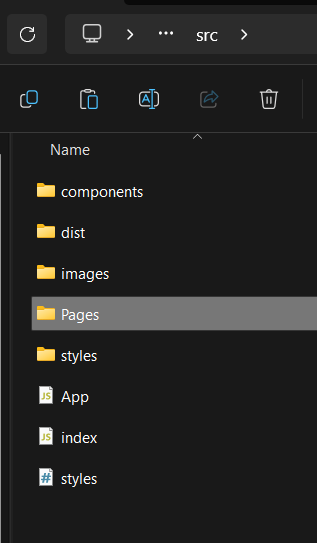 src
Name
components
dist
images
Pages
styles
App
index
styles